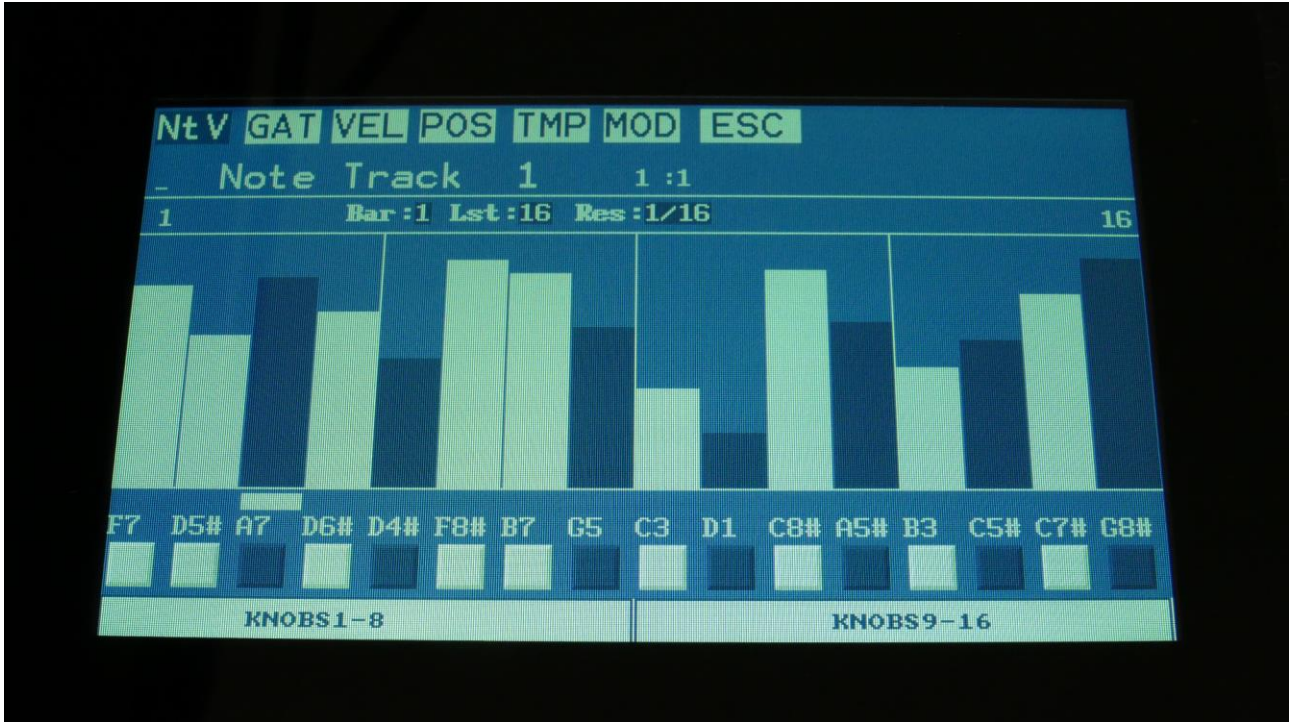 Nt V GAT VEL POS TMP MOD ESC
_ Note Track 1 1 :1
1 Bar :1 Lst :16 Res :1/16 16
F7 D5# A7 D6# D4# F8# B7 G5 C3 D1 C8# A5# B3 C5# C7# G8#
KNOBS1-8 KNOBS9-16